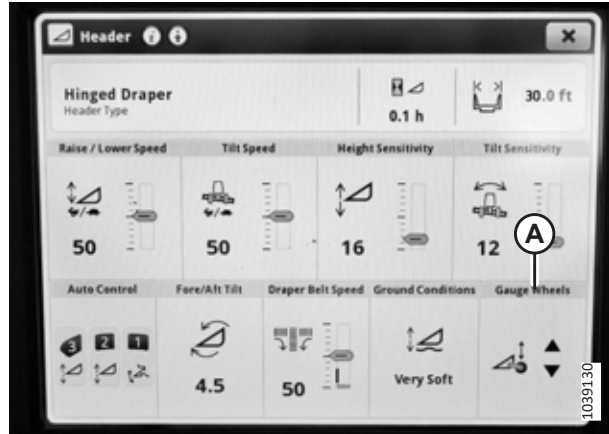 Header
Hinged Draper
Header Type
0.1 h
30.0 ft
Raise / Lower Speed
Tilt Speed
Height Sensitivity
Tilt Sensitivity
50
50
16
12
A
Auto Control
Fore/Aft Tilt
Draper Belt Speed
Ground Conditions
Gauge Wheels
3 2 1
4.5
50
Very Soft
1039130